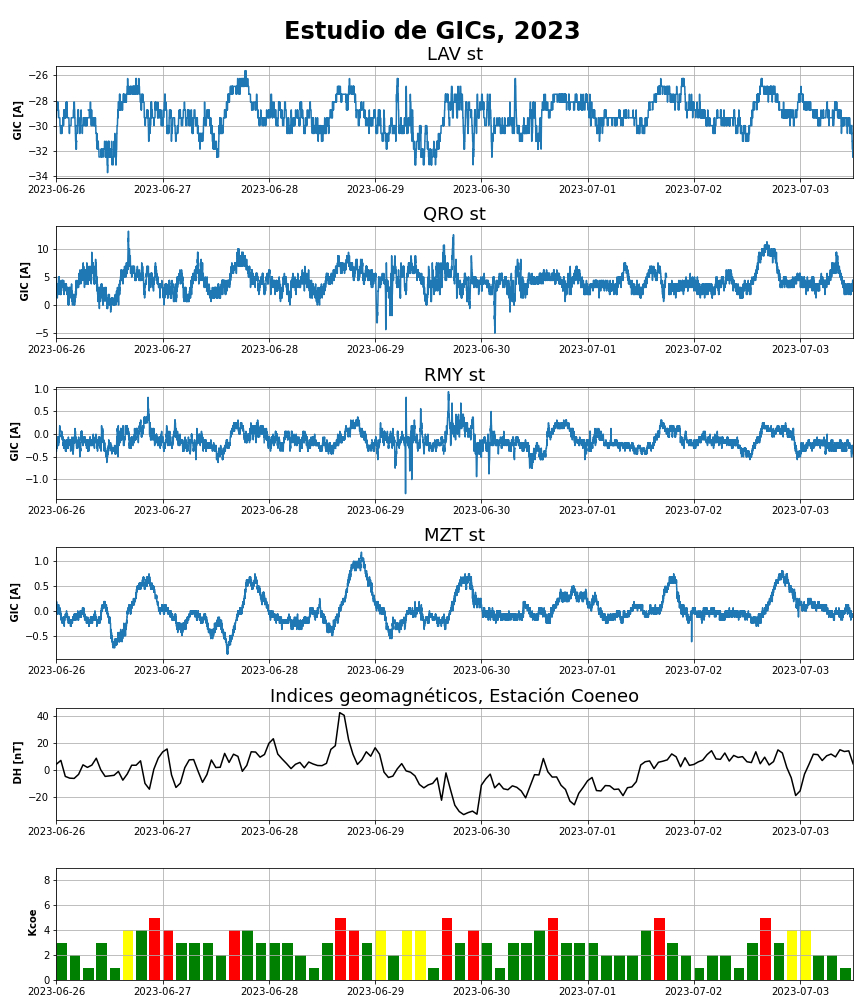 Estudio de GICs, 2023
LAV st
GIC [A]
−26
−28
−30
−32
−34
2023-06-26 2023-06-27 2023-06-28 2023-06-29 2023-06-30 2023-07-01 2023-07-02 2023-07-03
QRO st
GIC [A]
10
5
0
−5
2023-06-26 2023-06-27 2023-06-28 2023-06-29 2023-06-30 2023-07-01 2023-07-02 2023-07-03
RMY st
GIC [A]
1.0
0.5
0.0
−0.5
−1.0
2023-06-26 2023-06-27 2023-06-28 2023-06-29 2023-06-30 2023-07-01 2023-07-02 2023-07-03
MZT st
GIC [A]
1.0
0.5
0.0
−0.5
2023-06-26 2023-06-27 2023-06-28 2023-06-29 2023-06-30 2023-07-01 2023-07-02 2023-07-03
Indices geomagnéticos, Estación Coeneo
DH [nT]
40
20
0
−20
2023-06-26 2023-06-27 2023-06-28 2023-06-29 2023-06-30 2023-07-01 2023-07-02 2023-07-03
Kcoe
8
6
4
2
0
2023-06-26 2023-06-27 2023-06-28 2023-06-29 2023-06-30 2023-07-01 2023-07-02 2023-07-03